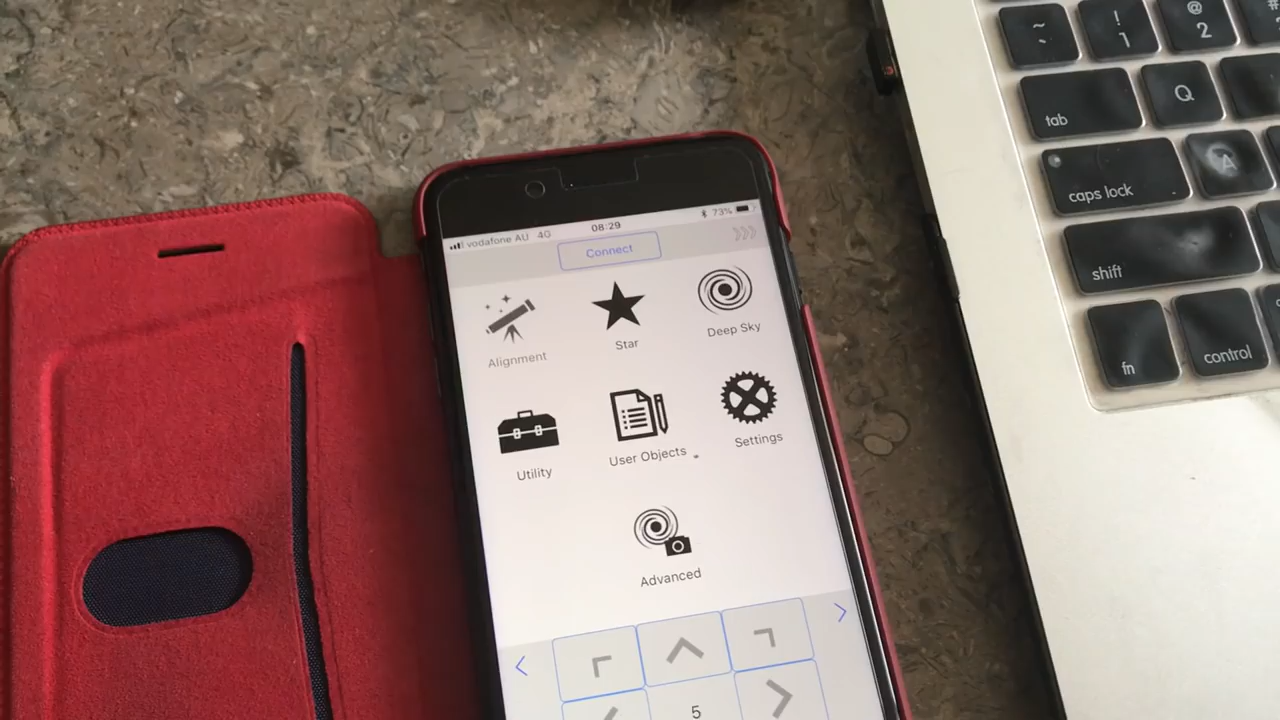 vodafone AU 4G 08:29 73%
Connect
Alignment Star Deep Sky
Utility User Objects Settings
Advanced
5
~ ! @ #
` 1 2
tab Q
caps lock A
shift
fn control